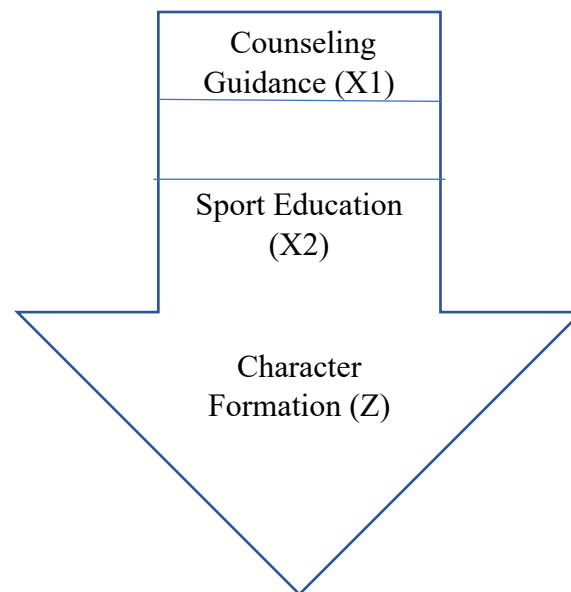 Counseling
Guidance (X1)
Sport Education
(X2)
Character
Formation (Z)